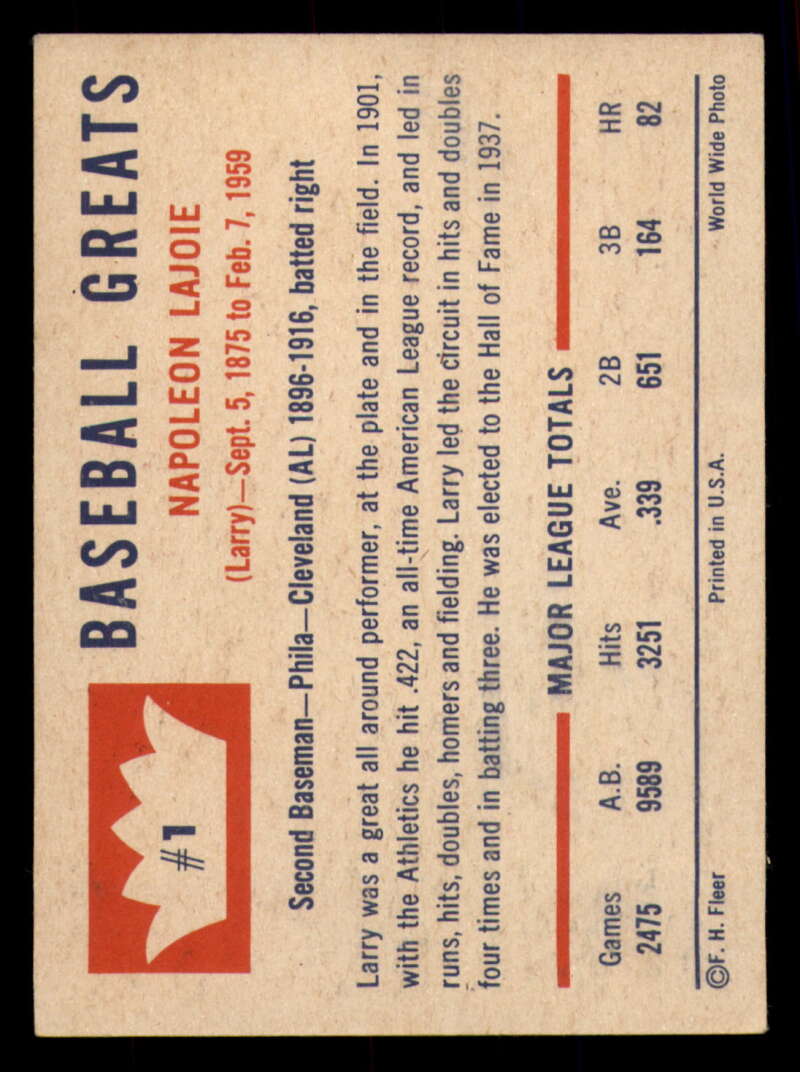 #1
BASEBALL GREATS
NAPOLEON LAJOIE
(Larry)—Sept. 5, 1875 to Feb. 7, 1959
Second Baseman—Phila—Cleveland (AL) 1896-1916, batted right
Larry was a great all around performer, at the plate and in the field. In 1901,
with the Athletics he hit .422, an all-time American League record, and led in
runs, hits, doubles, homers and fielding. Larry led the circuit in hits and doubles
four times and in batting three. He was elected to the Hall of Fame in 1937.
MAJOR LEAGUE TOTALS
Games A.B. Hits Ave. 2B 3B HR
2475 9589 3251 .339 651 164 82
©F. H. Fleer Printed in U.S.A. World Wide Photo